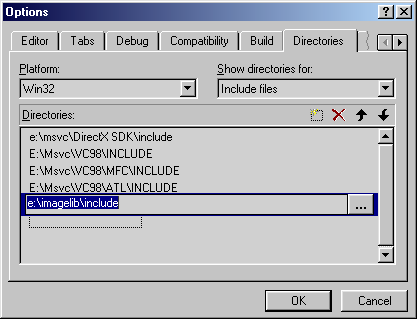 Options
Editor Tabs Debug Compatibility Build Directories
Platform: Show directories for:
Win32 Include files
Directories:
e:\msvc\DirectX SDK\include
E:\Msvc\VC98\INCLUDE
E:\Msvc\VC98\MFC\INCLUDE
E:\Msvc\VC98\ATL\INCLUDE
e:\imagelib\include ...
OK Cancel